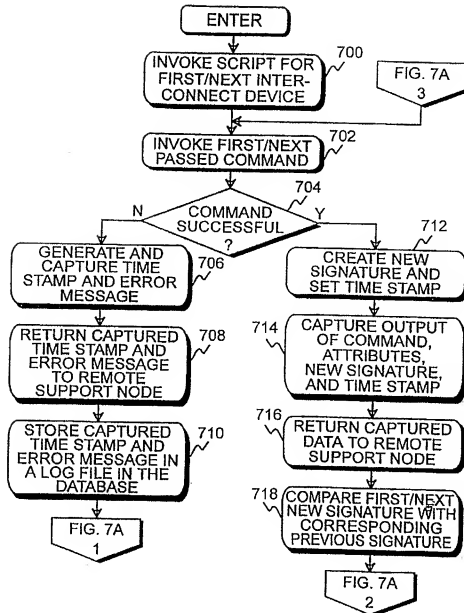 ENTER
INVOKE SCRIPT FOR
FIRST/NEXT INTER-
CONNECT DEVICE
700
FIG. 7A
3
INVOKE FIRST/NEXT
PASSED COMMAND
702
COMMAND
SUCCESSFUL
?
704
N
Y
GENERATE AND
CAPTURE TIME
STAMP AND ERROR
MESSAGE
706
RETURN CAPTURED
TIME STAMP AND
ERROR MESSAGE
TO REMOTE
SUPPORT NODE
708
STORE CAPTURED
TIME STAMP AND
ERROR MESSAGE IN
A LOG FILE IN THE
DATABASE
710
FIG. 7A
1
712
CREATE NEW
SIGNATURE AND
SET TIME STAMP
714
CAPTURE OUTPUT
OF COMMAND,
ATTRIBUTES,
NEW SIGNATURE,
AND TIME STAMP
716
RETURN CAPTURED
DATA TO REMOTE
SUPPORT NODE
718
COMPARE FIRST/NEXT
NEW SIGNATURE WITH
CORRESPONDING
PREVIOUS SIGNATURE
FIG. 7A
2